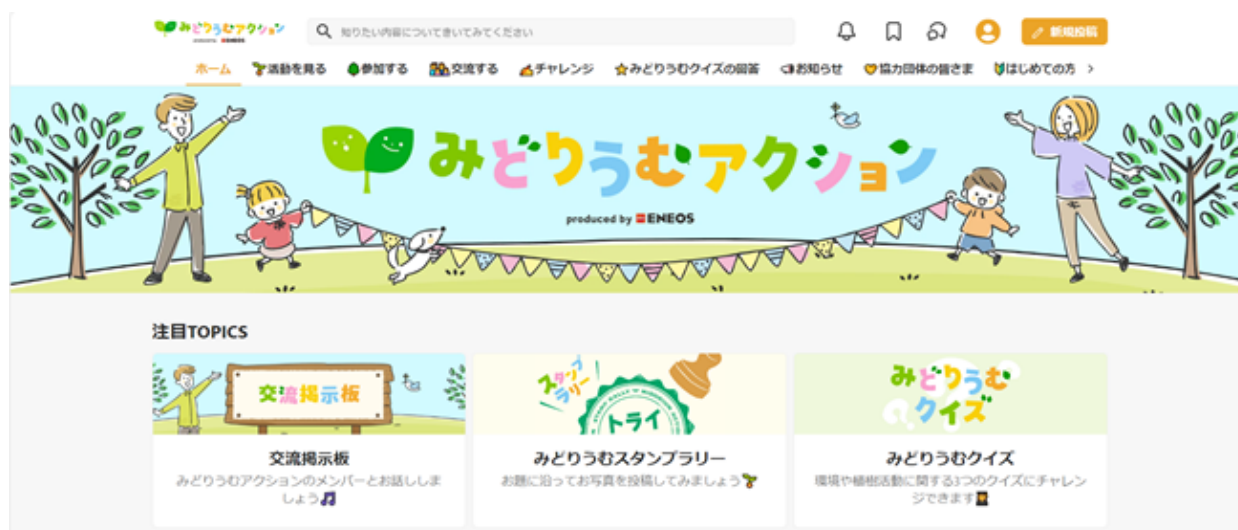 みどりうむアクション
produced by ENEOS
知りたい内容についてきいてみてください
新規投稿
ホーム
活動を見る
参加する
交流する
チャレンジ
みどりうむクイズの回答
お知らせ
協力団体の皆さま
はじめての方
みどりうむアクション
produced by ENEOS
注目TOPICS
交流掲示板
交流掲示板
みどりうむアクションのメンバーとお話ししま
しょう
スタンプ
ラリー
トライ
みどりうむスタンプラリー
お題に沿ってお写真を投稿してみましょう
みどりうむ
クイズ
みどりうむクイズ
環境や植樹活動に関する3つのクイズにチャレン
ジできます